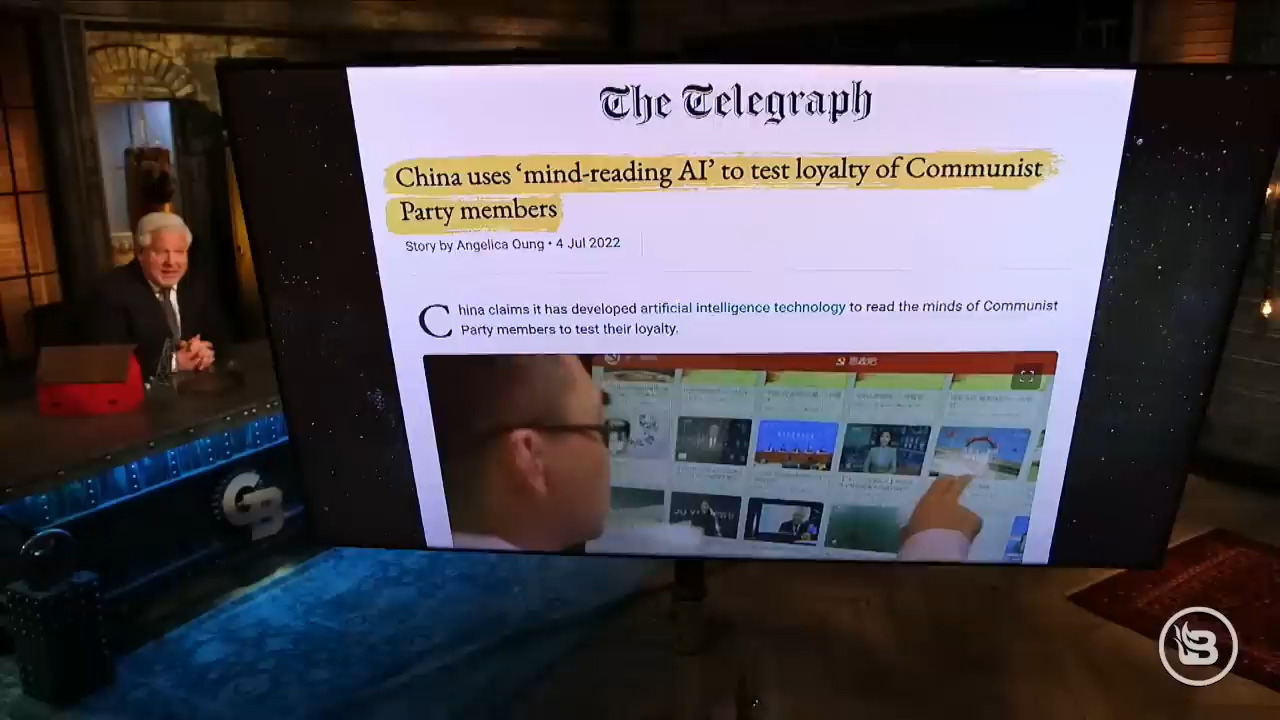 The Telegraph
China uses ‘mind-reading AI’ to test loyalty of Communist
Party members
Story by Angelica Oung • 4 Jul 2022
China claims it has developed artificial intelligence technology to read the minds of Communist
Party members to test their loyalty.
GB
B